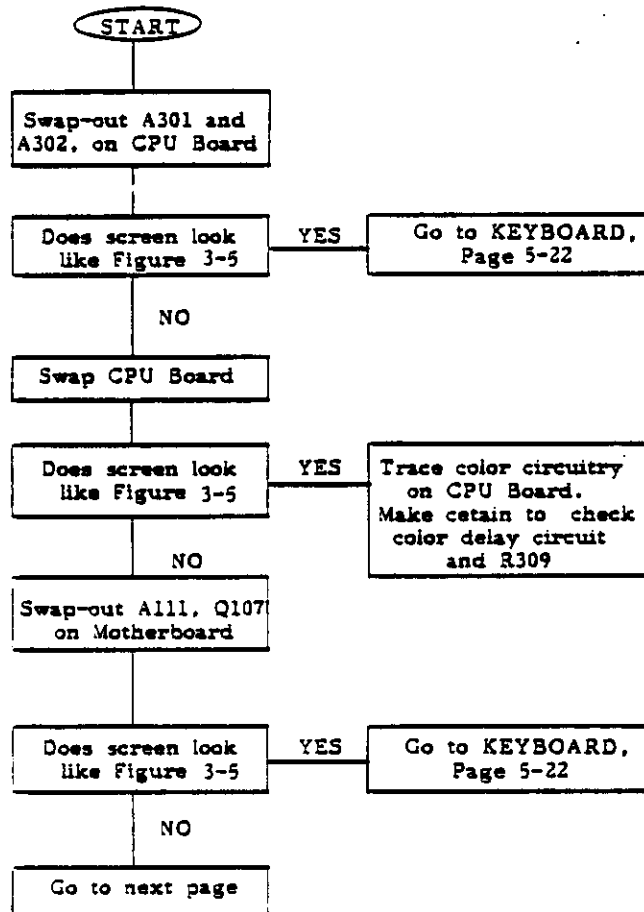 START
Swap-out A301 and
A302, on CPU Board
Does screen look
like Figure 3-5
YES
Go to KEYBOARD,
Page 5-22
NO
Swap CPU Board
Does screen look
like Figure 3-5
YES
Trace color circuitry
on CPU Board.
Make cetain to check
color delay circuit
and R309
NO
Swap-out A111, Q107
on Motherboard
Does screen look
like Figure 3-5
YES
Go to KEYBOARD,
Page 5-22
NO
Go to next page